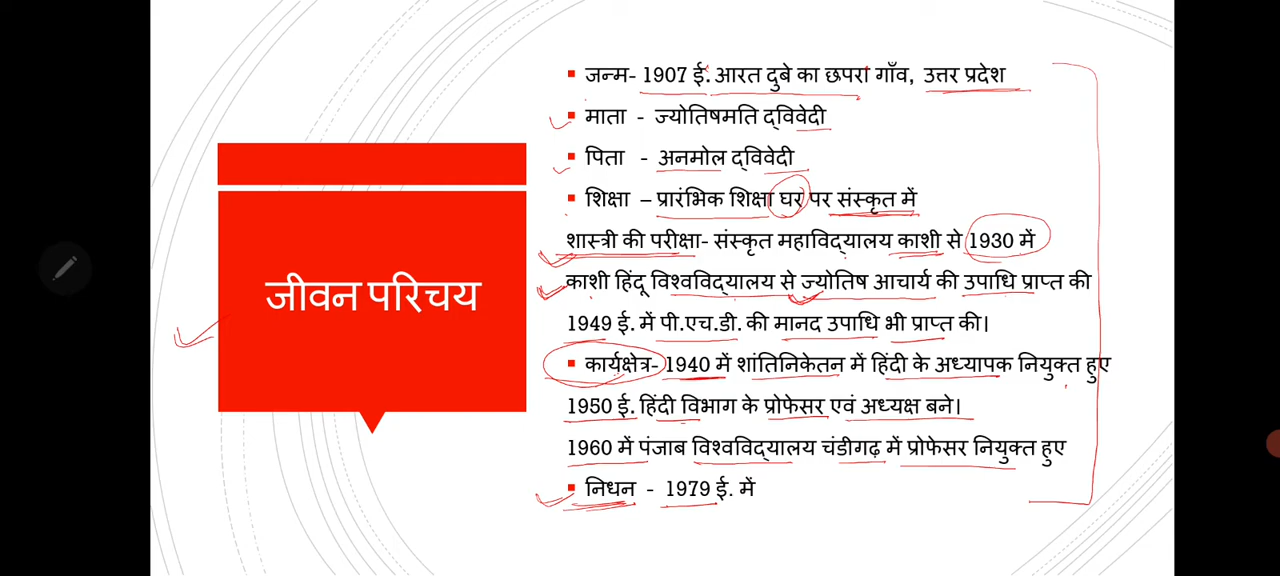 जीवन परिचय
जन्म- 1907 ई. आरत दुबे का छपरा गाँव, उत्तर प्रदेश
माता - ज्योतिषमति द्विवेदी
पिता - अनमोल द्विवेदी
शिक्षा – प्रारंभिक शिक्षा घर पर संस्कृत में
शास्त्री की परीक्षा- संस्कृत महाविद्यालय काशी से 1930 में
काशी हिंदू विश्वविद्यालय से ज्योतिष आचार्य की उपाधि प्राप्त की
1949 ई. में पी.एच.डी. की मानद उपाधि भी प्राप्त की।
कार्यक्षेत्र- 1940 में शांतिनिकेतन में हिंदी के अध्यापक नियुक्त हुए
1950 ई. हिंदी विभाग के प्रोफेसर एवं अध्यक्ष बने।
1960 में पंजाब विश्वविद्यालय चंडीगढ़ में प्रोफेसर नियुक्त हुए
निधन - 1979 ई. में